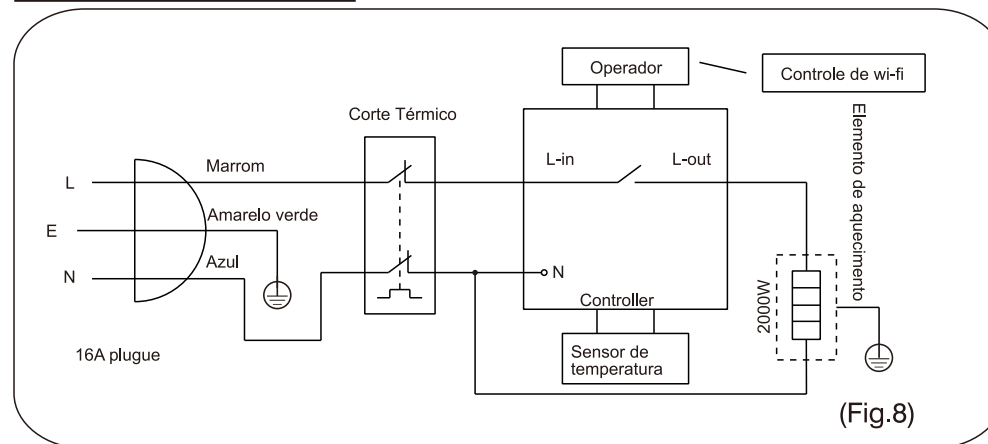 Operador
Controle de wi-fi
Corte Térmico
Elemento de aquecimento
L
Marrom
L-in
L-out
E
Amarelo verde
N
Azul
N
Controller
2000W
16A plugue
Sensor de
temperatura
(Fig.8)